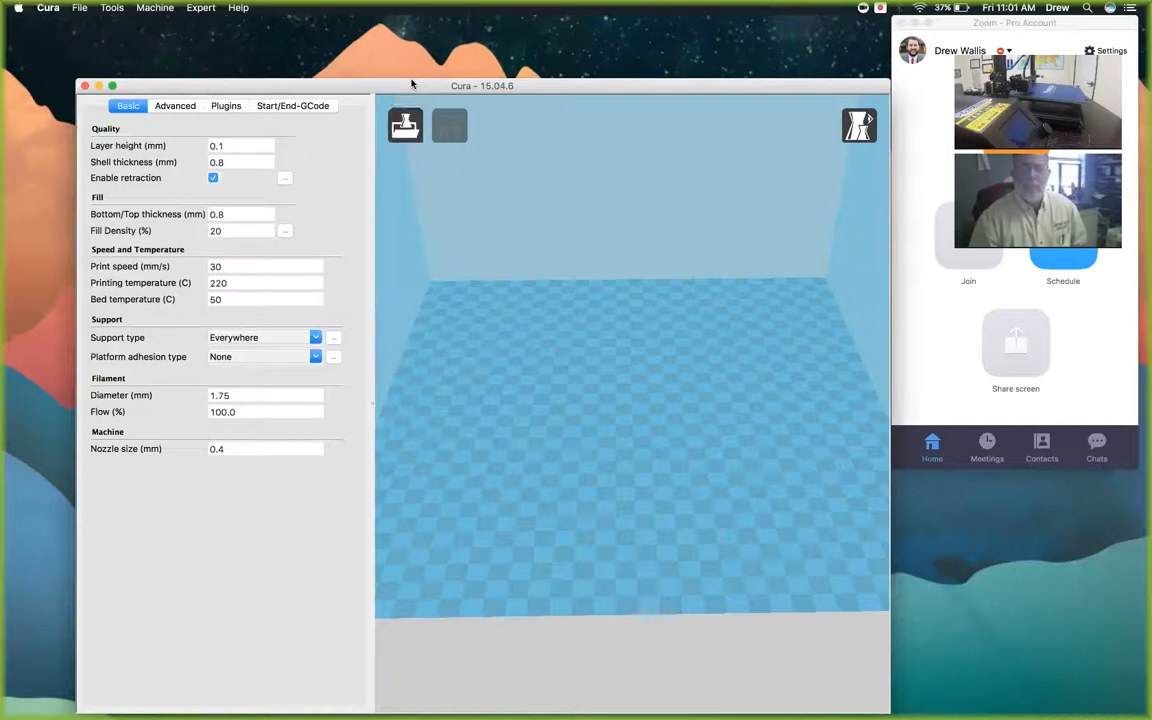 Cura File Tools Machine Expert Help
37% Fri 11:01 AM Drew
Zoom - Pro Account
Drew Wallis
Settings
Cura - 15.04.6
Basic Advanced Plugins Start/End-GCode
Quality
Layer height (mm) 0.1
Shell thickness (mm) 0.8
Enable retraction ...
Fill
Bottom/Top thickness (mm) 0.8
Fill Density (%) 20 ...
Speed and Temperature
Print speed (mm/s) 30
Printing temperature (C) 220
Bed temperature (C) 50
Support
Support type Everywhere ...
Platform adhesion type None ...
Filament
Diameter (mm) 1.75
Flow (%) 100.0
Machine
Nozzle size (mm) 0.4
Join Schedule
Share screen
Home Meetings Contacts Chats